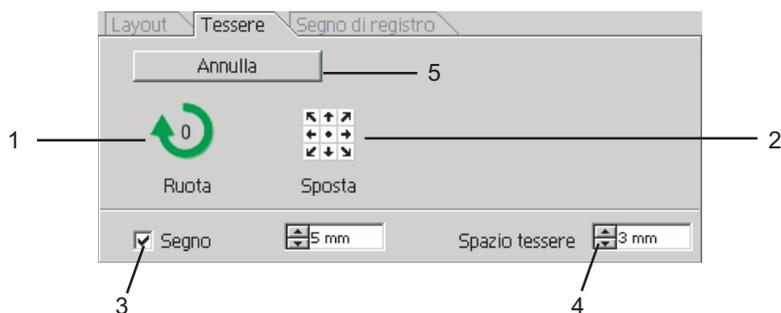 Layout Tessere Segno di registro
Annulla 5
1 0 2
Ruota Sposta
Segno 5 mm Spazio tessere 3 mm
3 4